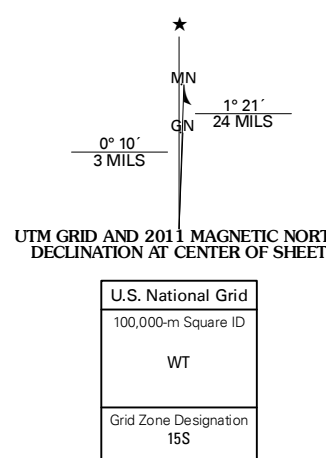 ★
MN
1° 21´
24 MILS
GN
0° 10´
3 MILS
UTM GRID AND 2011 MAGNETIC NORT
DECLINATION AT CENTER OF SHEET
U.S. National Grid
100,000-m Square ID
WT
Grid Zone Designation
15S